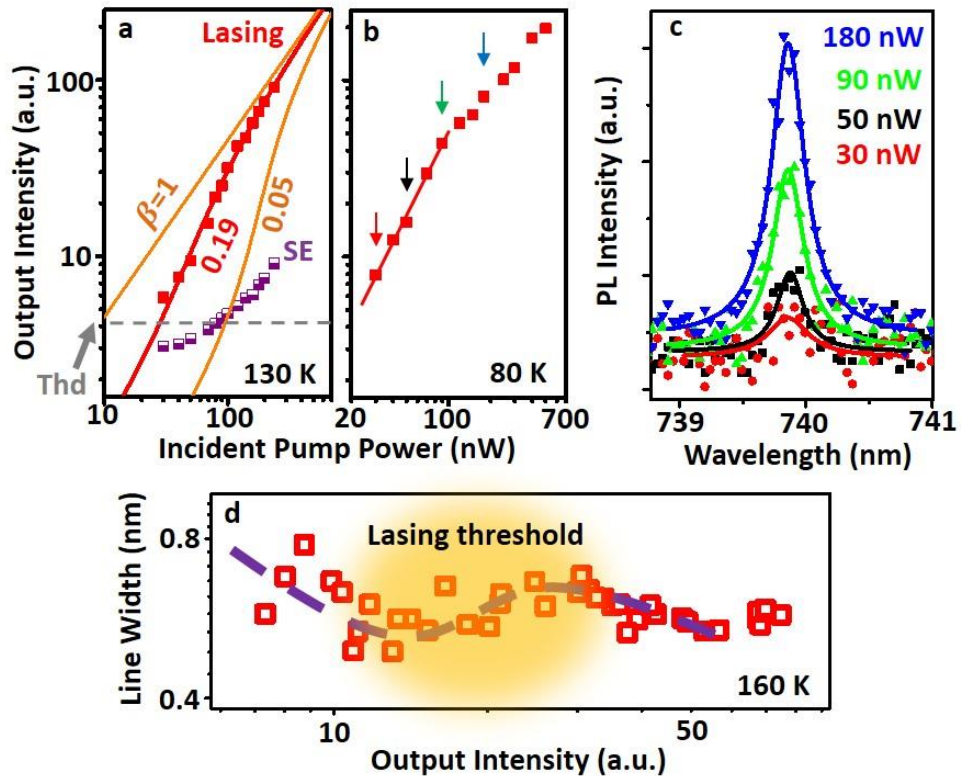 a
Lasing
β=1
0.19
0.05
SE
Thd
130 K
100
10
10
100
Output Intensity (a.u.)
b
80 K
20
100
700
Incident Pump Power (nW)
c
180 nW
90 nW
50 nW
30 nW
PL Intensity (a.u.)
739
740
741
Wavelength (nm)
d
Lasing threshold
160 K
0.8
0.4
Line Width (nm)
10
50
Output Intensity (a.u.)